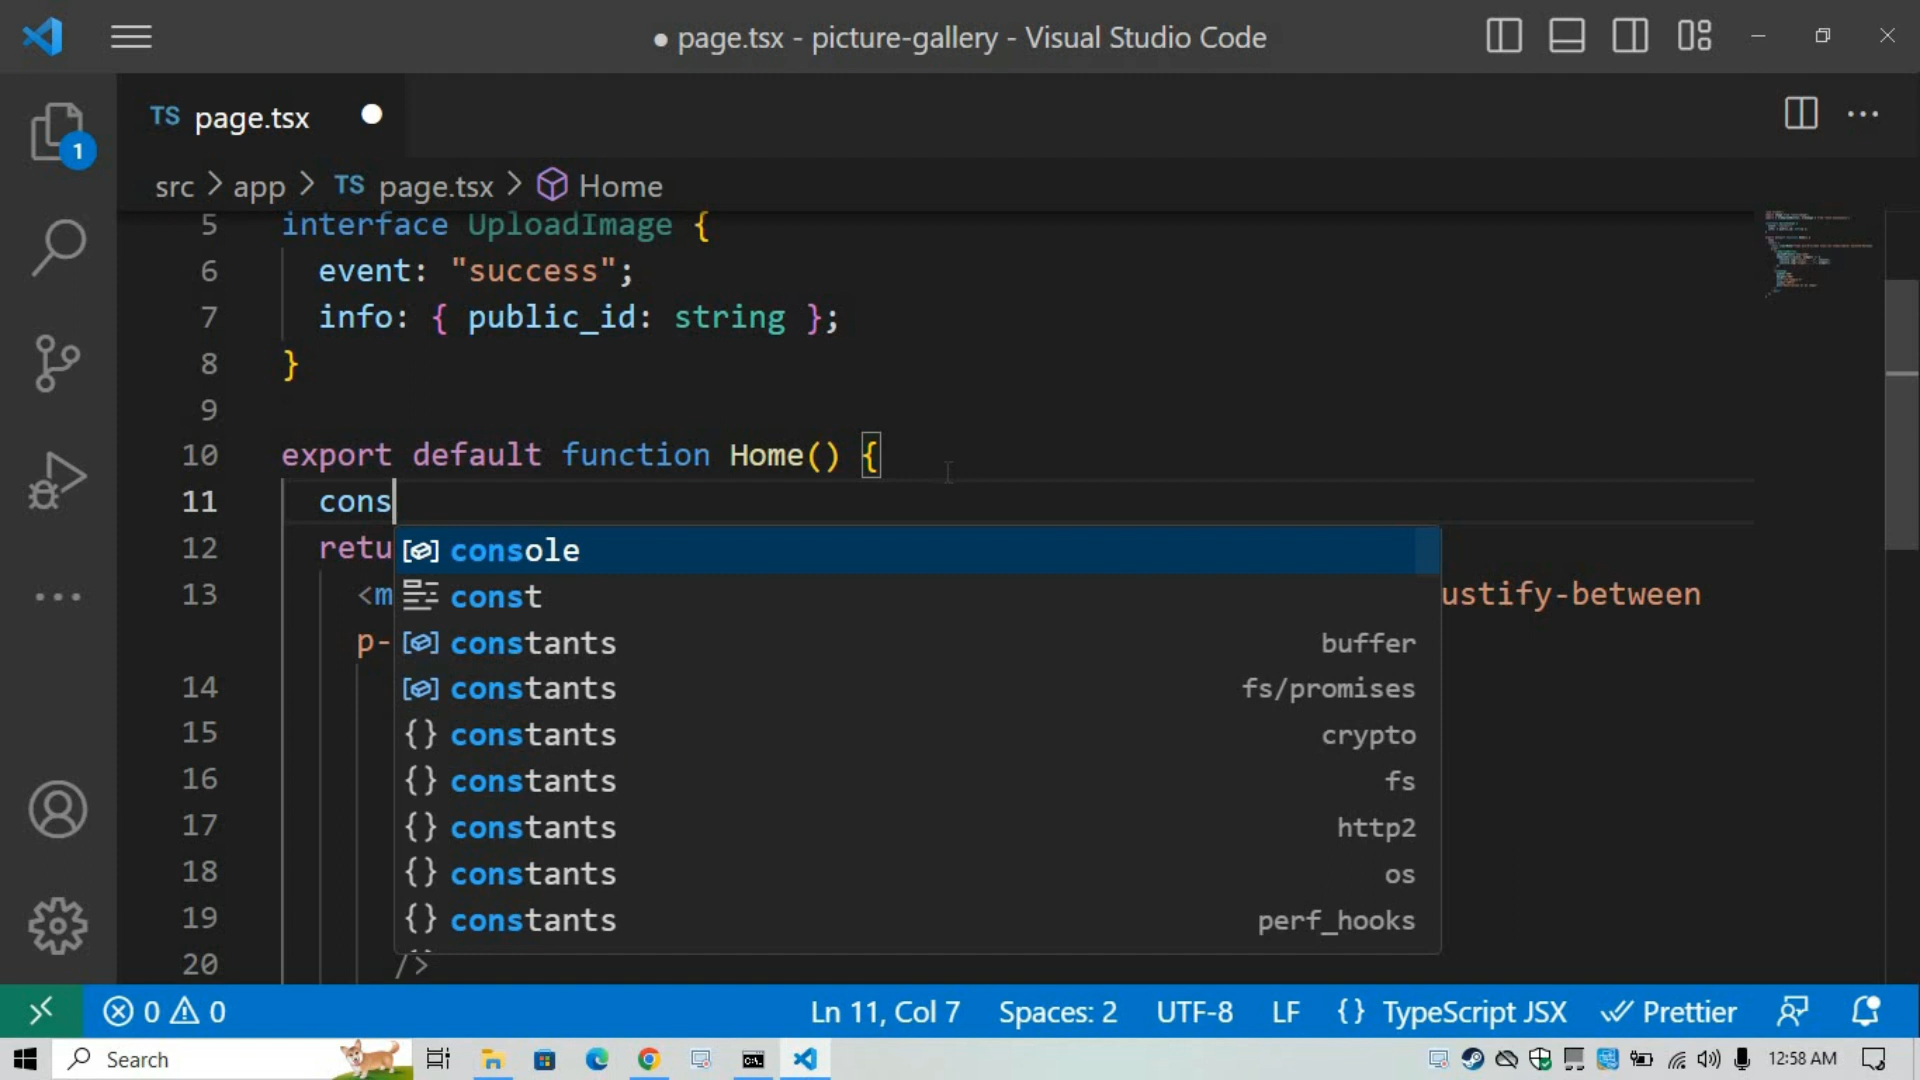 ● page.tsx - picture-gallery - Visual Studio Code
TS page.tsx ●
1
src > app > TS page.tsx > Home
5 interface UploadImage {
6 event: "success";
7 info: { public_id: string };
8 }
9
10 export default function Home() {
11 cons
12 retu
13 <m ustify-between
p-
14
15
16
17
18
19
20 />
console
const
constants buffer
constants fs/promises
constants crypto
constants fs
constants http2
constants os
constants perf_hooks
0 0 Ln 11, Col 7 Spaces: 2 UTF-8 LF {} TypeScript JSX Prettier
Search 12:58 AM